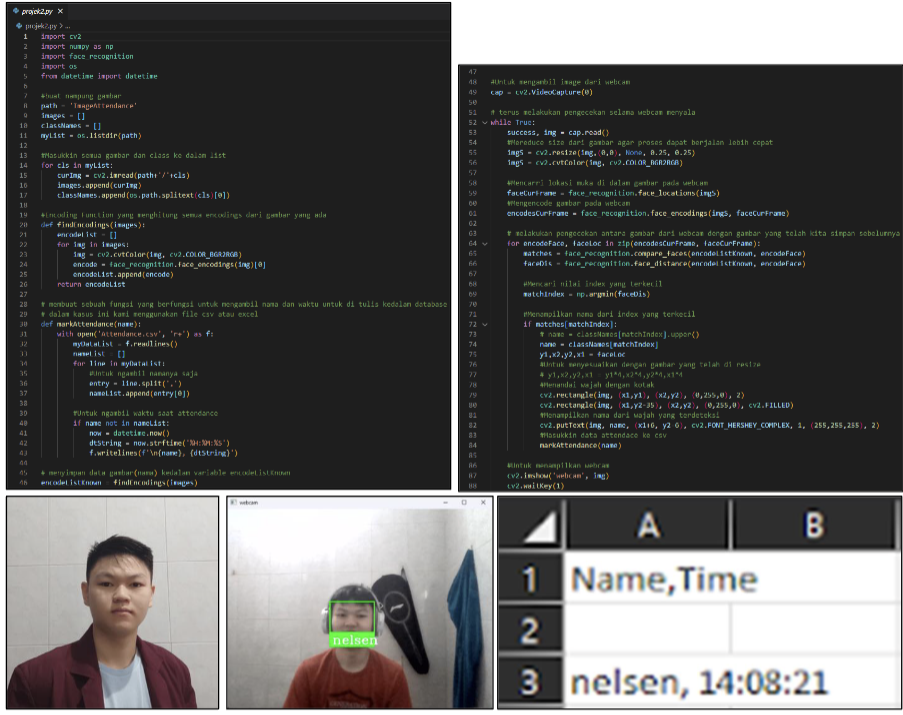 projek2.py ×
projek2.py > ...
1 import cv2
2 import numpy as np
3 import face_recognition
4 import os
5 from datetime import datetime
6
7 #buat nampung gambar
8 path = 'ImageAttendance'
9 images = []
10 classNames = []
11 myList = os.listdir(path)
12
13 #Masukkin semua gambar dan class ke dalam list
14 for cls in myList:
15 curImg = cv2.imread(path+'/'+cls)
16 images.append(curImg)
17 classNames.append(os.path.splitext(cls)[0])
18
19 #Encoding Function yang menghitung semua encodings dari gambar yang ada
20 def findEncodings(images):
21 encodeList = []
22 for img in images:
23 img = cv2.cvtColor(img, cv2.COLOR_BGR2RGB)
24 encode = face_recognition.face_encodings(img)[0]
25 encodeList.append(encode)
26 return encodeList
27
28 # membuat sebuah fungsi yang berfungsi untuk mengambil nama dan waktu untuk di tulis kedalam database
29 # dalam kasus ini kami menggunakan file csv atau excel
30 def markAttendance(name):
31 with open('Attendance.csv', 'r+') as f:
32 myDataList = f.readlines()
33 nameList = []
34 for line in myDataList:
35 #Untuk ngambil namanya saja
36 entry = line.split(',')
37 nameList.append(entry[0])
38
39 #Untuk ngambil waktu saat attendance
40 if name not in nameList:
41 now = datetime.now()
42 dtString = now.strftime('%H:%M:%S')
43 f.writelines(f'\n{name}, {dtString}')
44
45 # menyimpan data gambar(nama) kedalam variable encodeListKnown
46 encodeListKnown = findEncodings(images)
47
48 #Untuk mengambil image dari webcam
49 cap = cv2.VideoCapture(0)
50
51 # terus melakukan pengecekan selama webcam menyala
52 while True:
53 success, img = cap.read()
54 #Mereduce size dari gambar agar proses dapat berjalan lebih cepat
55 imgS = cv2.resize(img,(0,0), None, 0.25, 0.25)
56 imgS = cv2.cvtColor(img, cv2.COLOR_BGR2RGB)
57
58 #Mencarri lokasi muka di dalam gambar pada webcam
59 faceCurFrame = face_recognition.face_locations(imgS)
60 #Mengencode gambar pada webcam
61 encodesCurFrame = face_recognition.face_encodings(imgS, faceCurFrame)
62
63 # melakukan pengecekan antara gambar dari webcam dengan gambar yang telah kita simpan sebelumnya
64 for encodeFace, faceLoc in zip(encodesCurFrame, faceCurFrame):
65 matches = face_recognition.compare_faces(encodeListKnown, encodeFace)
66 faceDis = face_recognition.face_distance(encodeListKnown, encodeFace)
67
68 #Mencari nilai index yang terkecil
69 matchIndex = np.argmin(faceDis)
70
71 #Menampilkan nama dari index yang terkecil
72 if matches[matchIndex]:
73 # name = classNames[matchIndex].upper()
74 name = classNames[matchIndex]
75 y1,x2,y2,x1 = faceLoc
76 #Untuk menyesuaikan dengan gambar yang telah di resize
77 # y1,x2,y2,x1 = y1*4,x2*4,y2*4,x1*4
78 #Menandai wajah dengan kotak
79 cv2.rectangle(img, (x1,y1), (x2,y2), (0,255,0), 2)
80 cv2.rectangle(img, (x1,y2-35), (x2,y2), (0,255,0), cv2.FILLED)
81 #Menampilkan nama dari wajah yang terdeteksi
82 cv2.putText(img, name, (x1+6, y2-6), cv2.FONT_HERSHEY_COMPLEX, 1, (255,255,255), 2)
83 #Masukkin data attendace ke csv
84 markAttendance(name)
85
86 #Untuk menampilkan webcam
87 cv2.imshow('webcam', img)
88 cv2.waitKey(1)
webcam
nelsen
A B
1 Name,Time
2
3 nelsen, 14:08:21